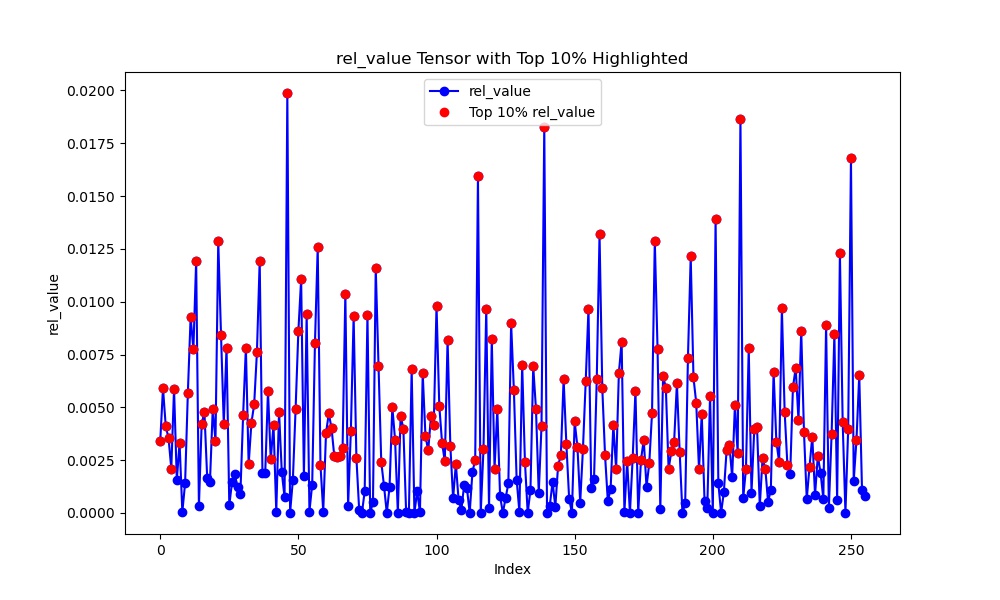 rel_value Tensor with Top 10% Highlighted
rel_value
Top 10% rel_value
0.0200
0.0175
0.0150
0.0125
0.0100
0.0075
0.0050
0.0025
0.0000
rel_value
0 50 100 150 200 250
Index